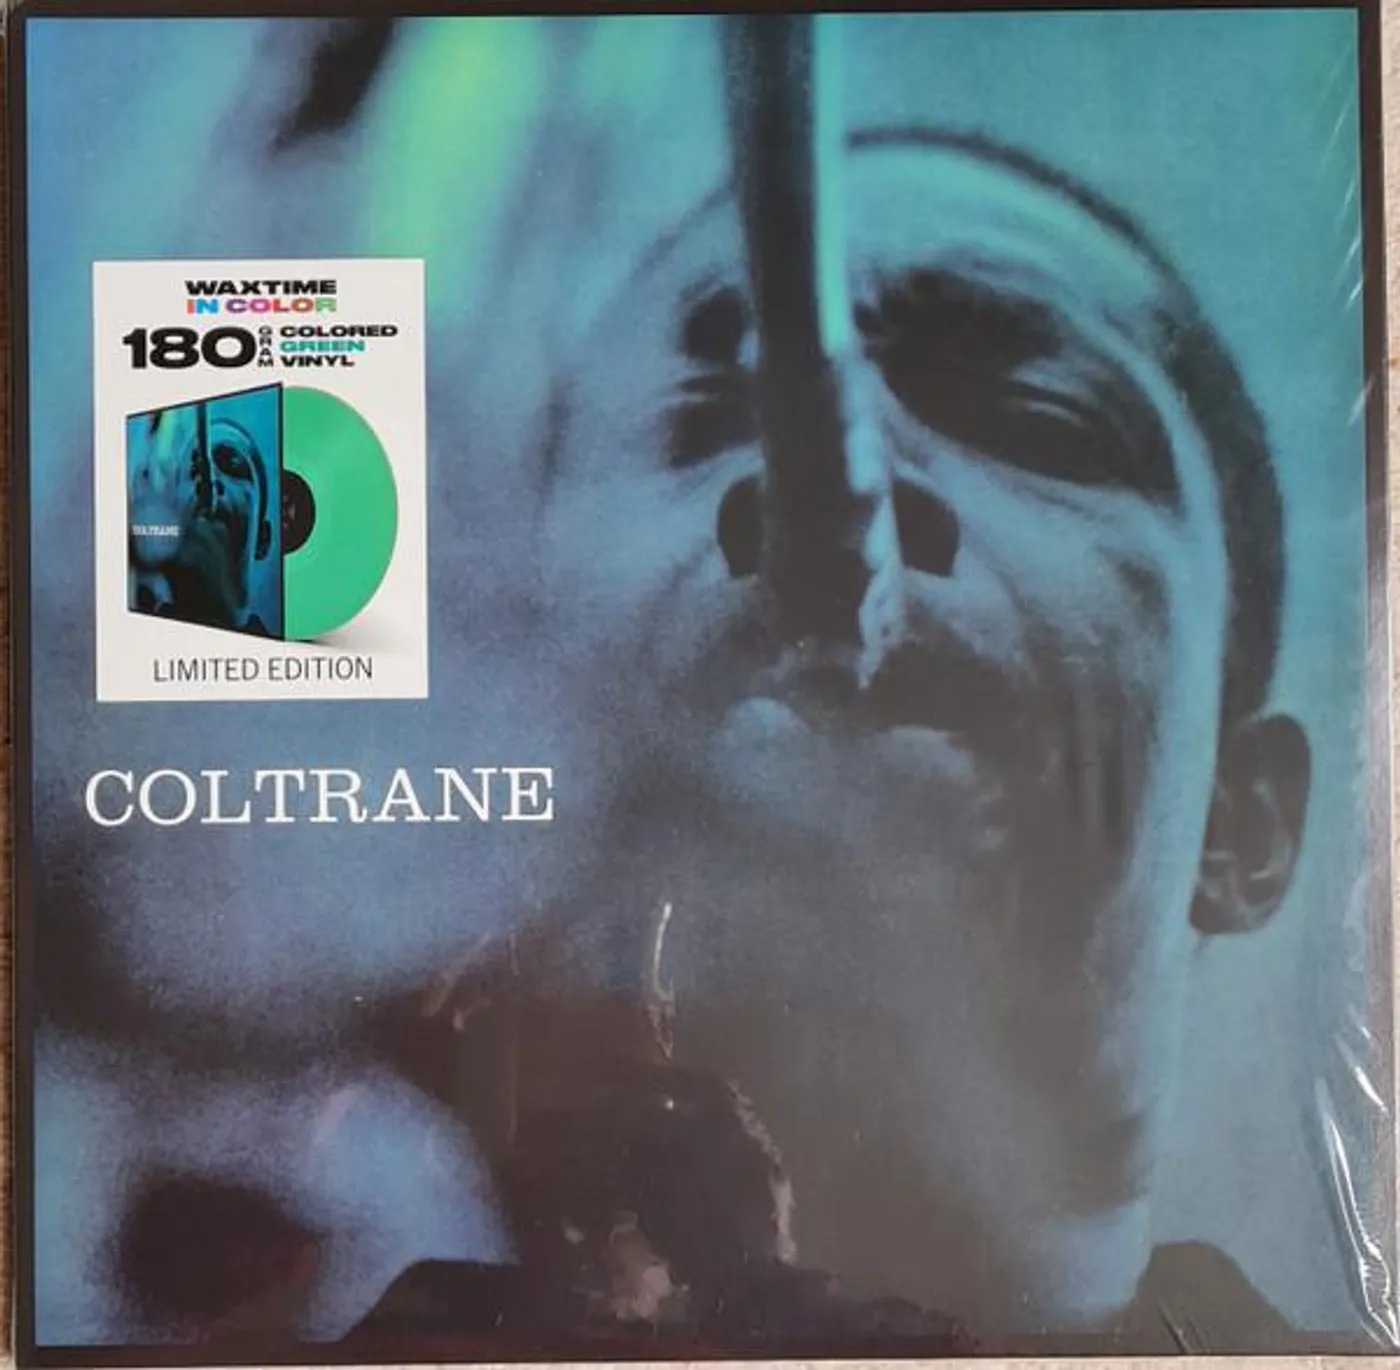 WAXTIME
IN COLOR
180 GRAM COLORED
GREEN
VINYL
COLTRANE
LIMITED EDITION
COLTRANE